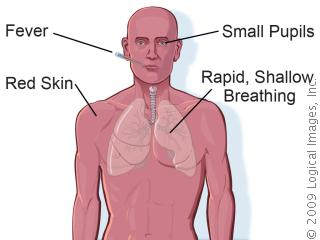 Fever
Small Pupils
Red Skin
Rapid, Shallow
Breathing
© 2009 Logical Images, Inc.